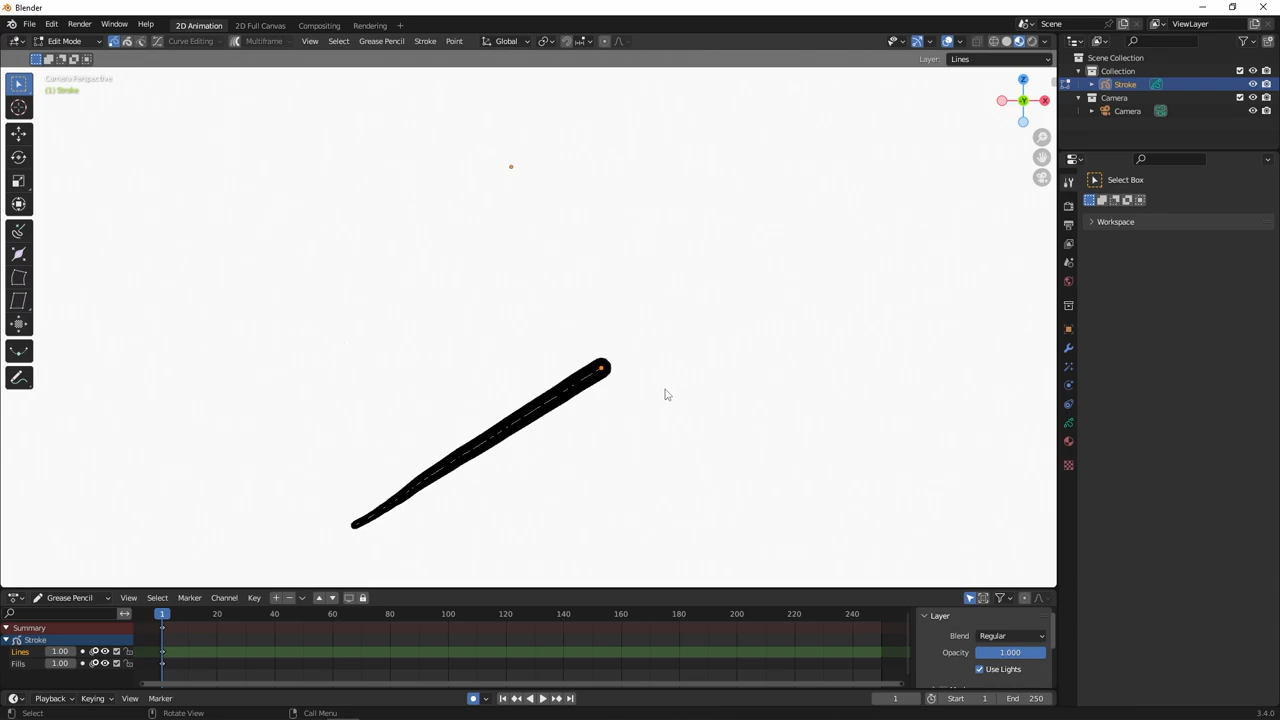 Blender
File Edit Render Window Help 2D Animation 2D Full Canvas Compositing Rendering + Scene ViewLayer
Edit Mode Curve Editing Multiframe View Select Grease Pencil Stroke Point Global
Layer: Lines
Camera Perspective
(1) Stroke
Z
-Y
X
Scene Collection
Collection
Stroke
Camera
Camera
Select Box
Workspace
Grease Pencil View Select Marker Channel Key
1 20 40 60 80 100 120 140 160 180 200 220 240
Summary
Stroke
Lines 1.00
Fills 1.00
Layer
Blend Regular
Opacity 1.000
Use Lights
Playback Keying View Marker 1 Start 1 End 250
Select Rotate View Call Menu 3.4.0